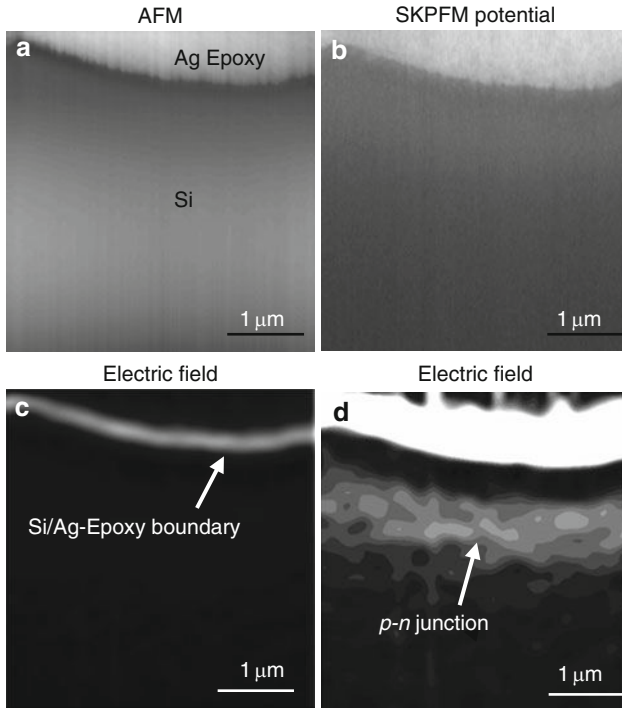 AFM
SKPFM potential
a
Ag Epoxy
Si
1 μm
b
1 μm
Electric field
Electric field
c
Si/Ag-Epoxy boundary
1 μm
d
p-n junction
1 μm